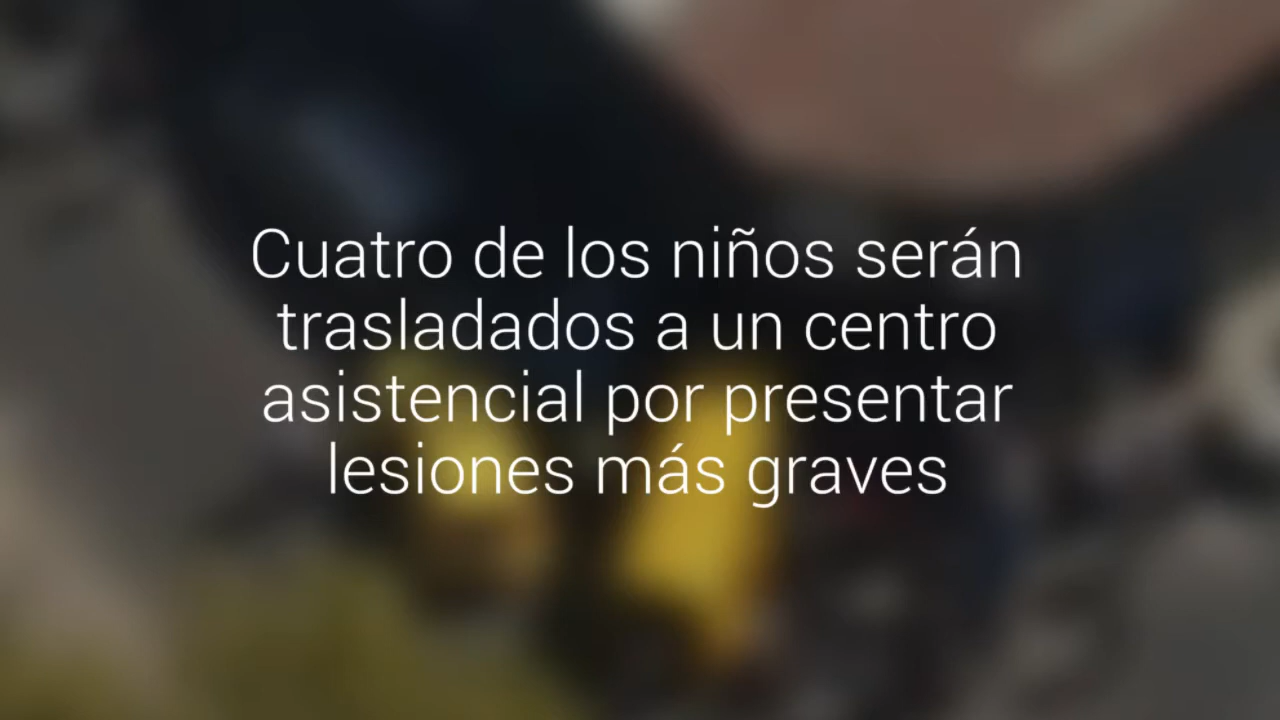 Cuatro de los niños serán
trasladados a un centro
asistencial por presentar
lesiones más graves